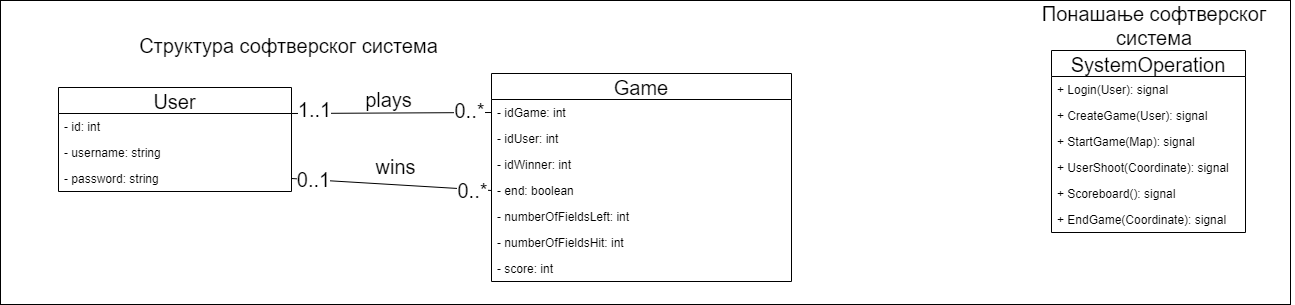 Структура софтверског система
User
- id: int
- username: string
- password: string
1..1
plays
0..*
0..1
wins
0..*
Game
- idGame: int
- idUser: int
- idWinner: int
- end: boolean
- numberOfFieldsLeft: int
- numberOfFieldsHit: int
- score: int
Понашање софтверског
система
SystemOperation
+ Login(User): signal
+ CreateGame(User): signal
+ StartGame(Map): signal
+ UserShoot(Coordinate): signal
+ Scoreboard(): signal
+ EndGame(Coordinate): signal